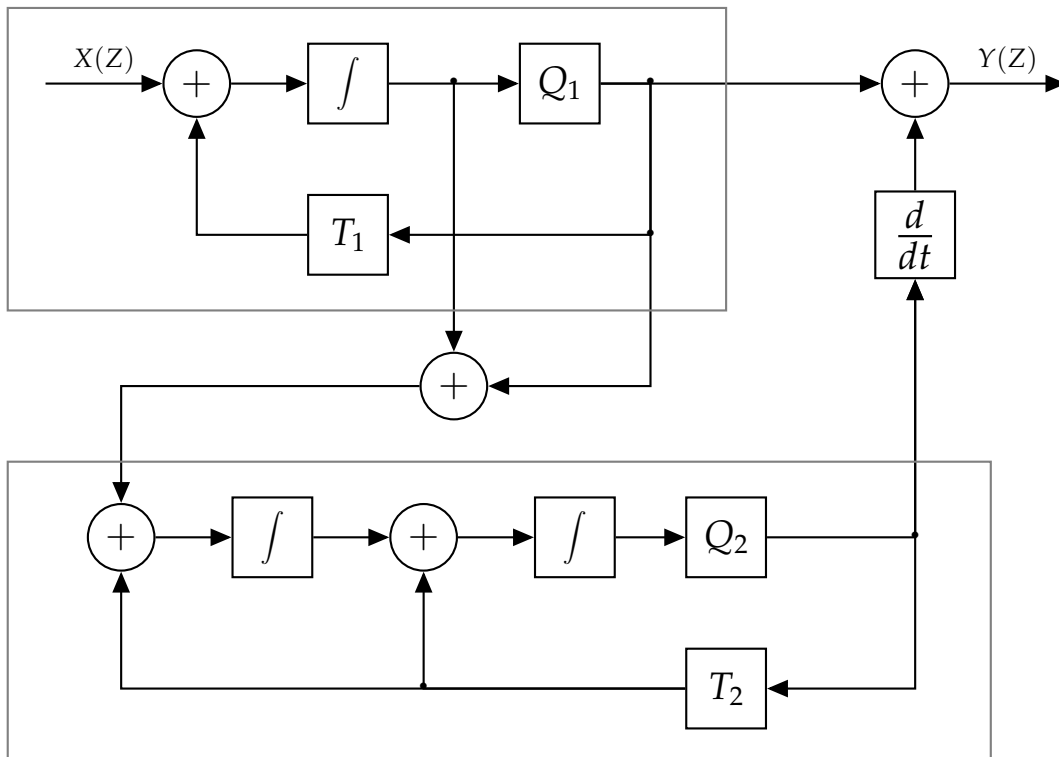 X(Z)
+
∫
Q₁
+
Y(Z)
T₁
d
dt
+
+
∫
+
∫
Q₂
T₂